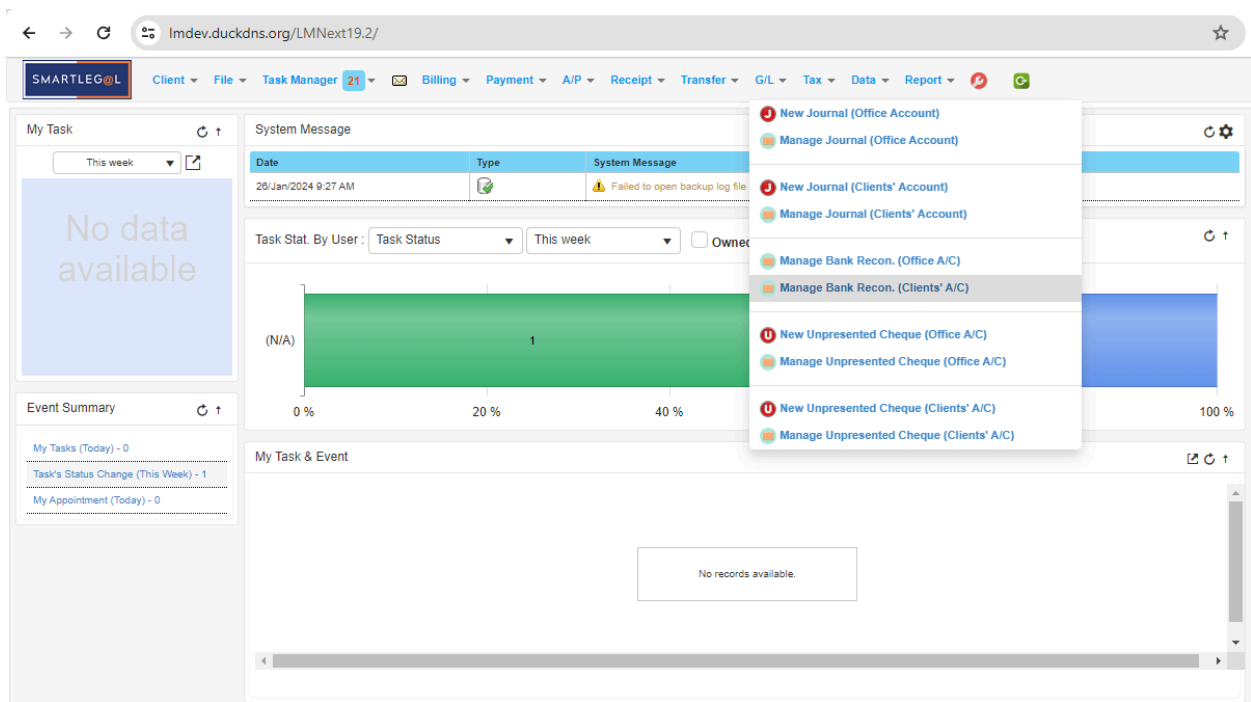 lmdev.duckdns.org/LMNext19.2/
SMARTLEG@L Client File Task Manager 21 Billing Payment A/P Receipt Transfer G/L Tax Data Report
My Task
This week
No data
available
Event Summary
My Tasks (Today) - 0
Task's Status Change (This Week) - 1
My Appointment (Today) - 0
System Message
Date Type System Message
26/Jan/2024 9:27 AM Failed to open backup log file
Task Stat. By User : Task Status This week Owned
(N/A) 1
0 % 20 % 40 % 100 %
My Task & Event
No records available.
J New Journal (Office Account)
Manage Journal (Office Account)
J New Journal (Clients' Account)
Manage Journal (Clients' Account)
Manage Bank Recon. (Office A/C)
Manage Bank Recon. (Clients' A/C)
U New Unpresented Cheque (Office A/C)
Manage Unpresented Cheque (Office A/C)
U New Unpresented Cheque (Clients' A/C)
Manage Unpresented Cheque (Clients' A/C)